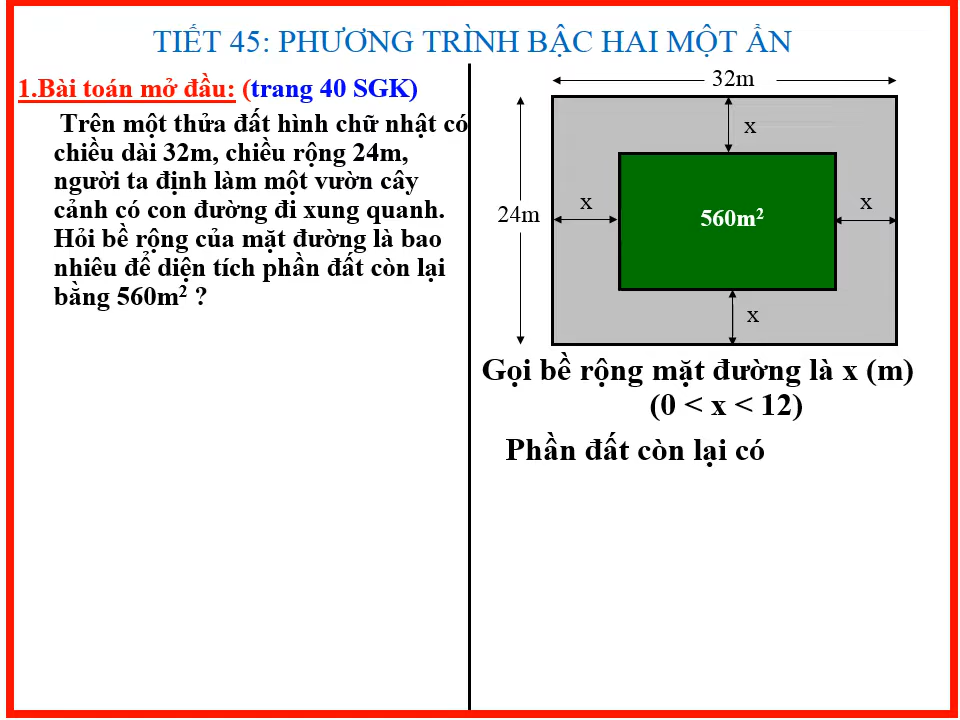 TIẾT 45: PHƯƠNG TRÌNH BẬC HAI MỘT ẨN
1.Bài toán mở đầu: (trang 40 SGK)
Trên một thửa đất hình chữ nhật có
chiều dài 32m, chiều rộng 24m,
người ta định làm một vườn cây
cảnh có con đường đi xung quanh.
Hỏi bề rộng của mặt đường là bao
nhiêu để diện tích phần đất còn lại
bằng 560m² ?
32m
x
24m
x
560m²
x
x
Gọi bề rộng mặt đường là x (m)
(0 < x < 12)
Phần đất còn lại có